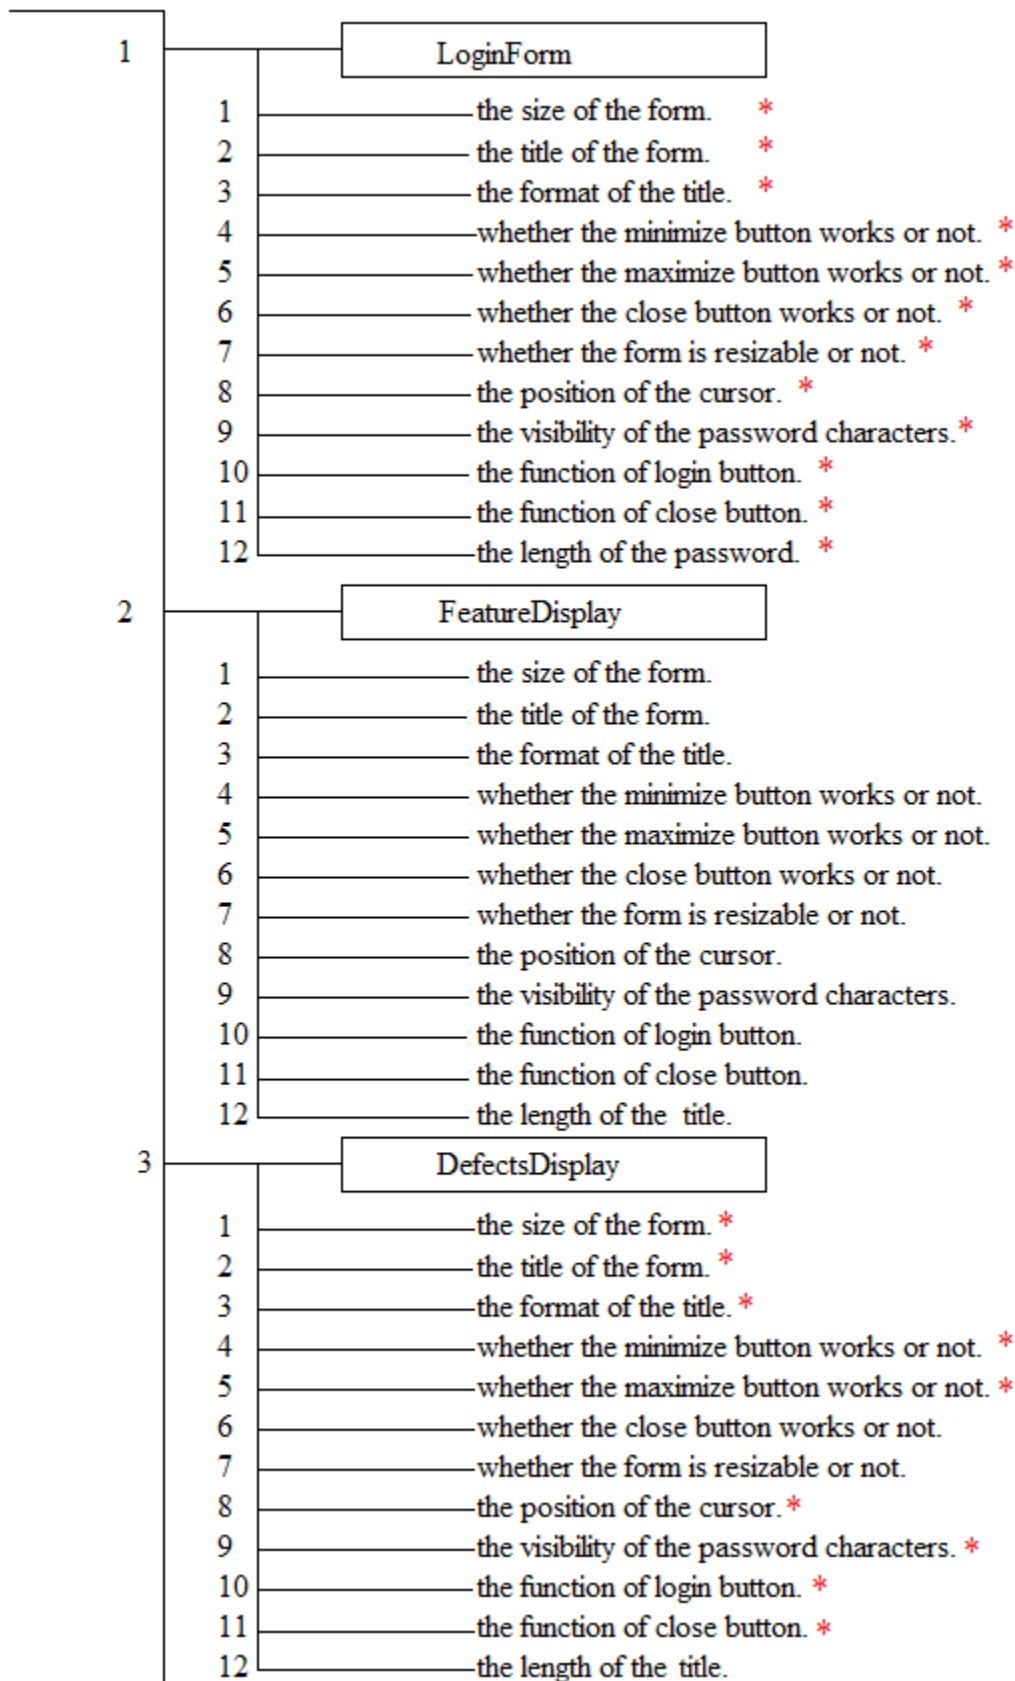 1 LoginForm
1 the size of the form. *
2 the title of the form. *
3 the format of the title. *
4 whether the minimize button works or not. *
5 whether the maximize button works or not. *
6 whether the close button works or not. *
7 whether the form is resizable or not. *
8 the position of the cursor. *
9 the visibility of the password characters. *
10 the function of login button. *
11 the function of close button. *
12 the length of the password. *
2 FeatureDisplay
1 the size of the form.
2 the title of the form.
3 the format of the title.
4 whether the minimize button works or not.
5 whether the maximize button works or not.
6 whether the close button works or not.
7 whether the form is resizable or not.
8 the position of the cursor.
9 the visibility of the password characters.
10 the function of login button.
11 the function of close button.
12 the length of the title.
3 DefectsDisplay
1 the size of the form. *
2 the title of the form. *
3 the format of the title. *
4 whether the minimize button works or not. *
5 whether the maximize button works or not. *
6 whether the close button works or not.
7 whether the form is resizable or not.
8 the position of the cursor. *
9 the visibility of the password characters. *
10 the function of login button. *
11 the function of close button. *
12 the length of the title.